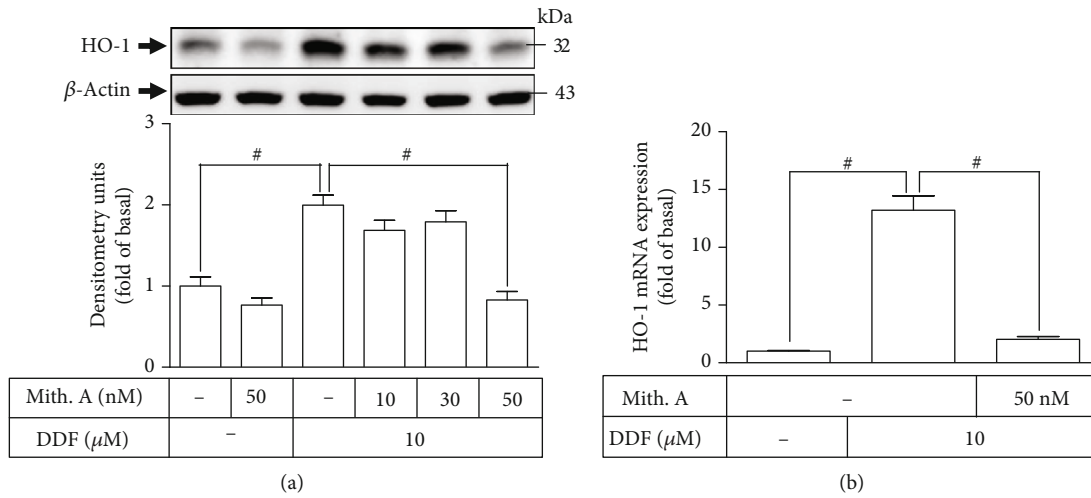 kDa
HO-1 32
β-Actin 43
3
2
1
0
Densitometry units
(fold of basal)
# #
Mith. A (nM) – 50 – 10 30 50
DDF (μM) – 10
(a)
20
15
10
5
0
HO-1 mRNA expression
(fold of basal)
# #
Mith. A – 50 nM
DDF (μM) – 10
(b)